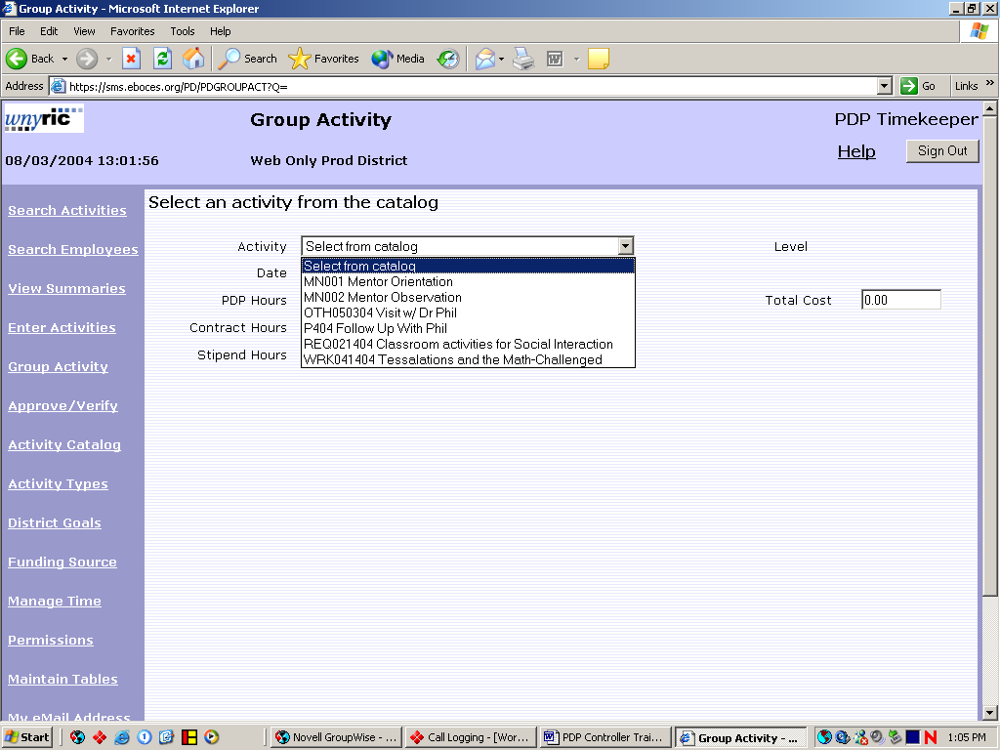 Group Activity - Microsoft Internet Explorer
File Edit View Favorites Tools Help
Back Search Favorites Media
Address https://sms.eboces.org/PD/PDGROUPACT?Q= Go Links »
wnyric Group Activity PDP Timekeeper
Help Sign Out
08/03/2004 13:01:56 Web Only Prod District
Select an activity from the catalog
Search Activities
Search Employees
View Summaries
Enter Activities
Group Activity
Approve/Verify
Activity Catalog
Activity Types
District Goals
Funding Source
Manage Time
Permissions
Maintain Tables
My eMail Address
Activity Select from catalog Level
Date
PDP Hours Total Cost 0.00
Contract Hours
Stipend Hours
Select from catalog
MN001 Mentor Orientation
MN002 Mentor Observation
OTH050304 Visit w/ Dr Phil
P404 Follow Up With Phil
REQ021404 Classroom activities for Social Interaction
WRK041404 Tessalations and the Math-Challenged
Start Novell GroupWise - ... Call Logging - [Wor... PDP Controller Trai... Group Activity - ... 1:05 PM